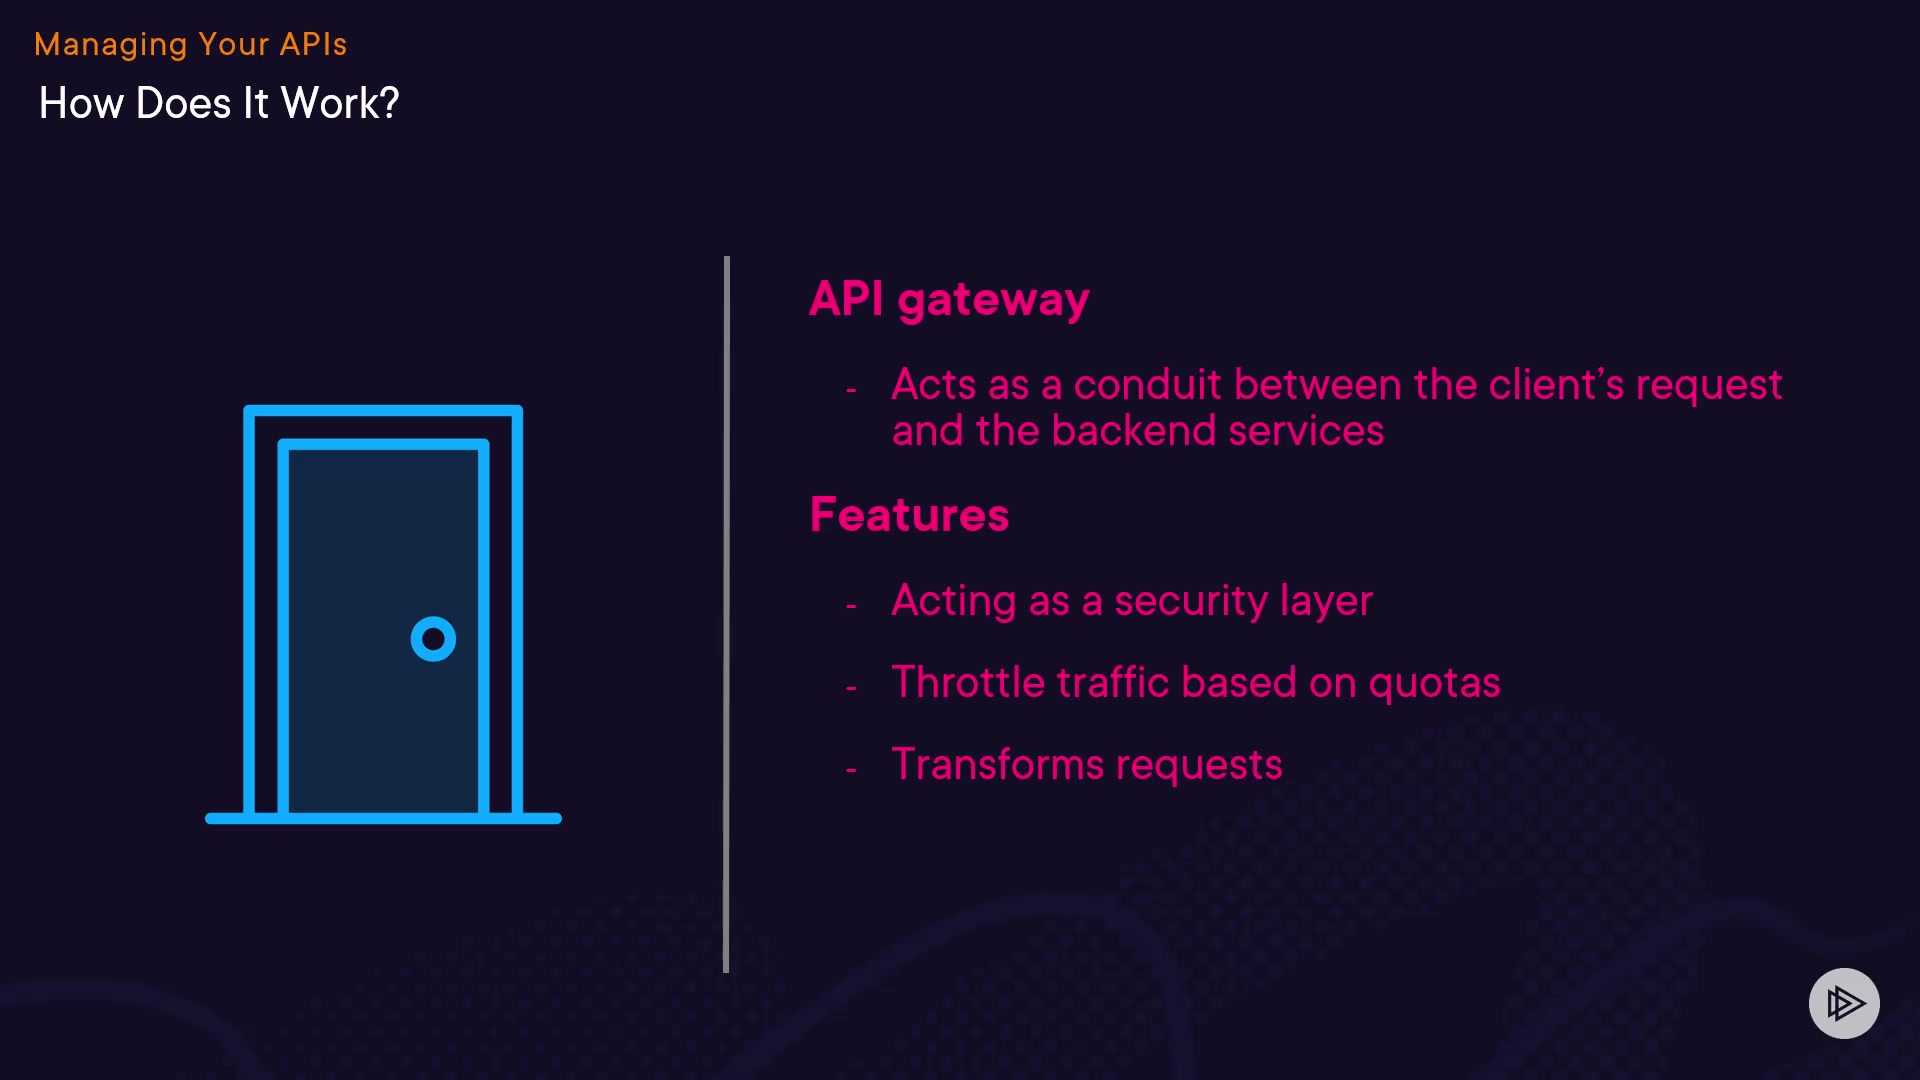 Managing Your APIs
How Does It Work?
API gateway
- Acts as a conduit between the client’s request
and the backend services
Features
- Acting as a security layer
- Throttle traffic based on quotas
- Transforms requests